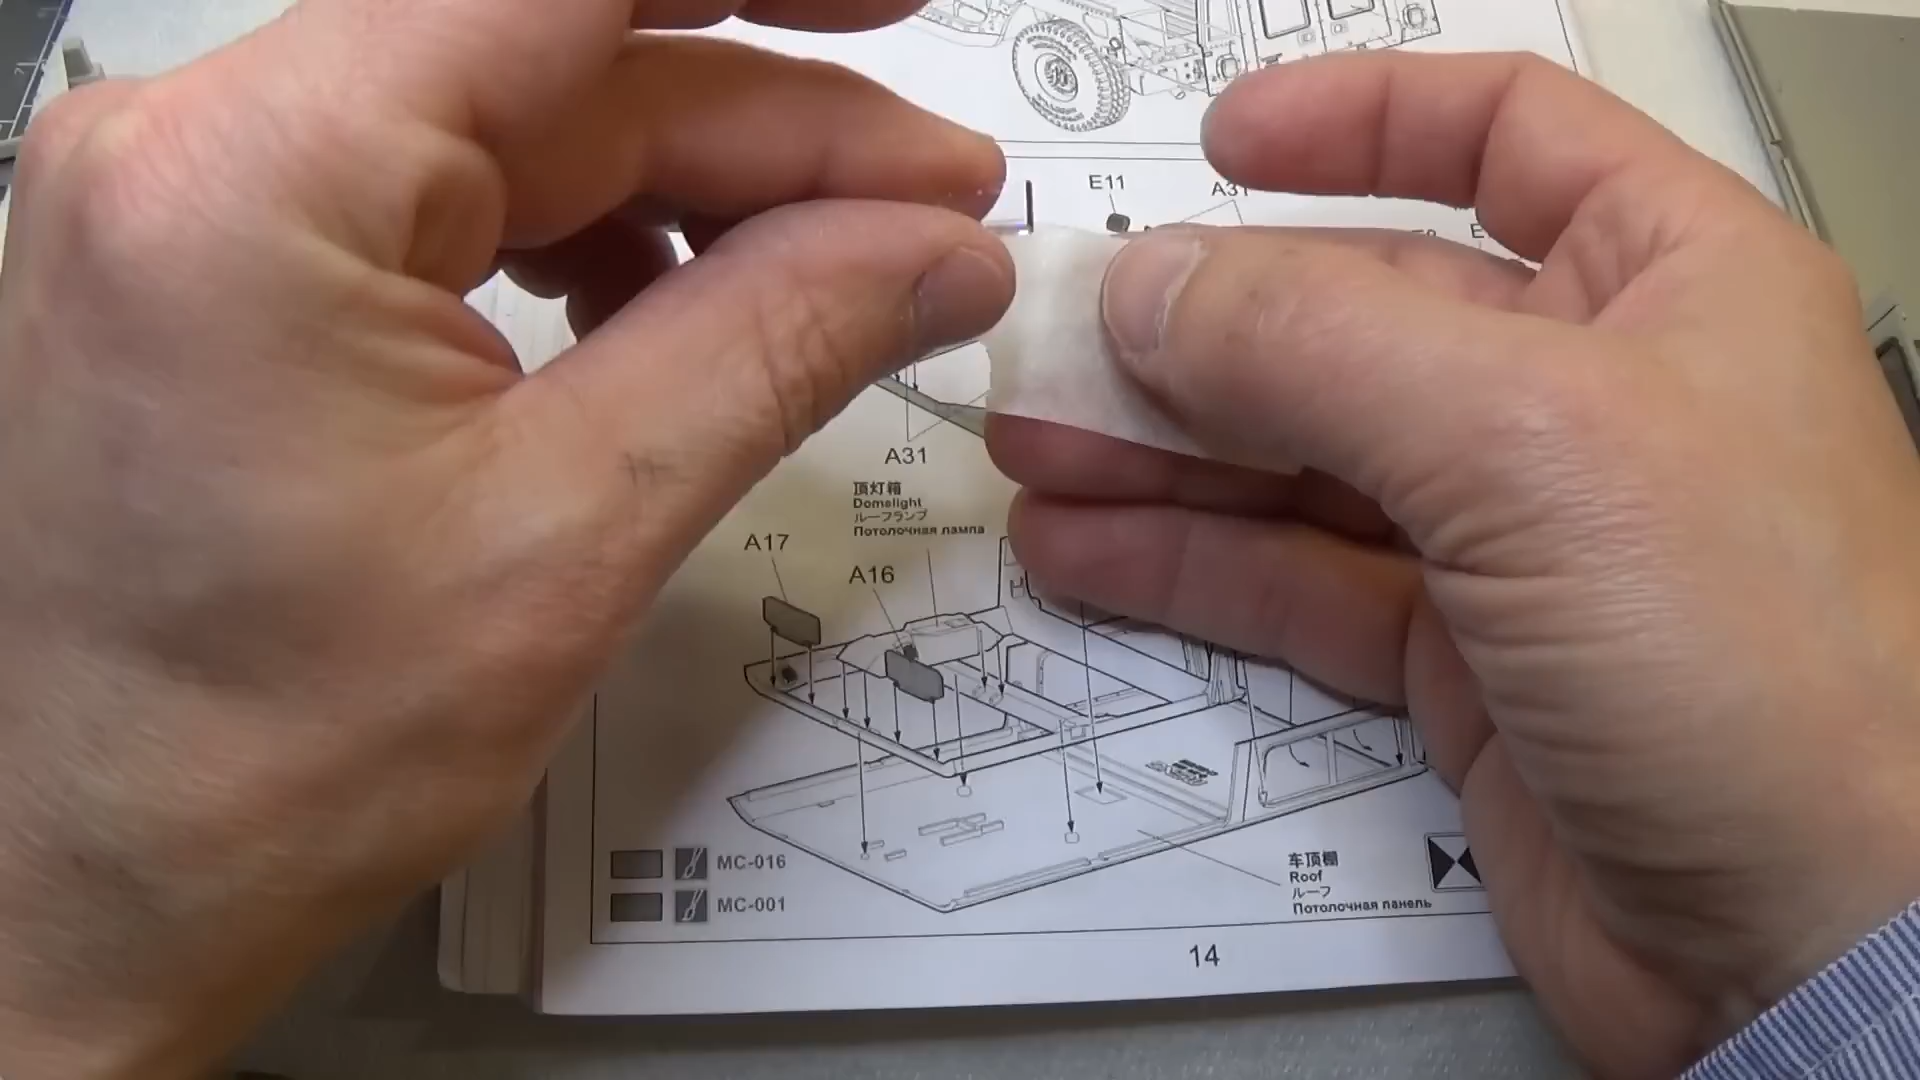 E11
A31
A31
顶灯箱
Domelight
ルーフランプ
Потолочная лампа
A17
A16
MC-016
MC-001
车顶棚
Roof
ルーフ
Потолочная панель
14